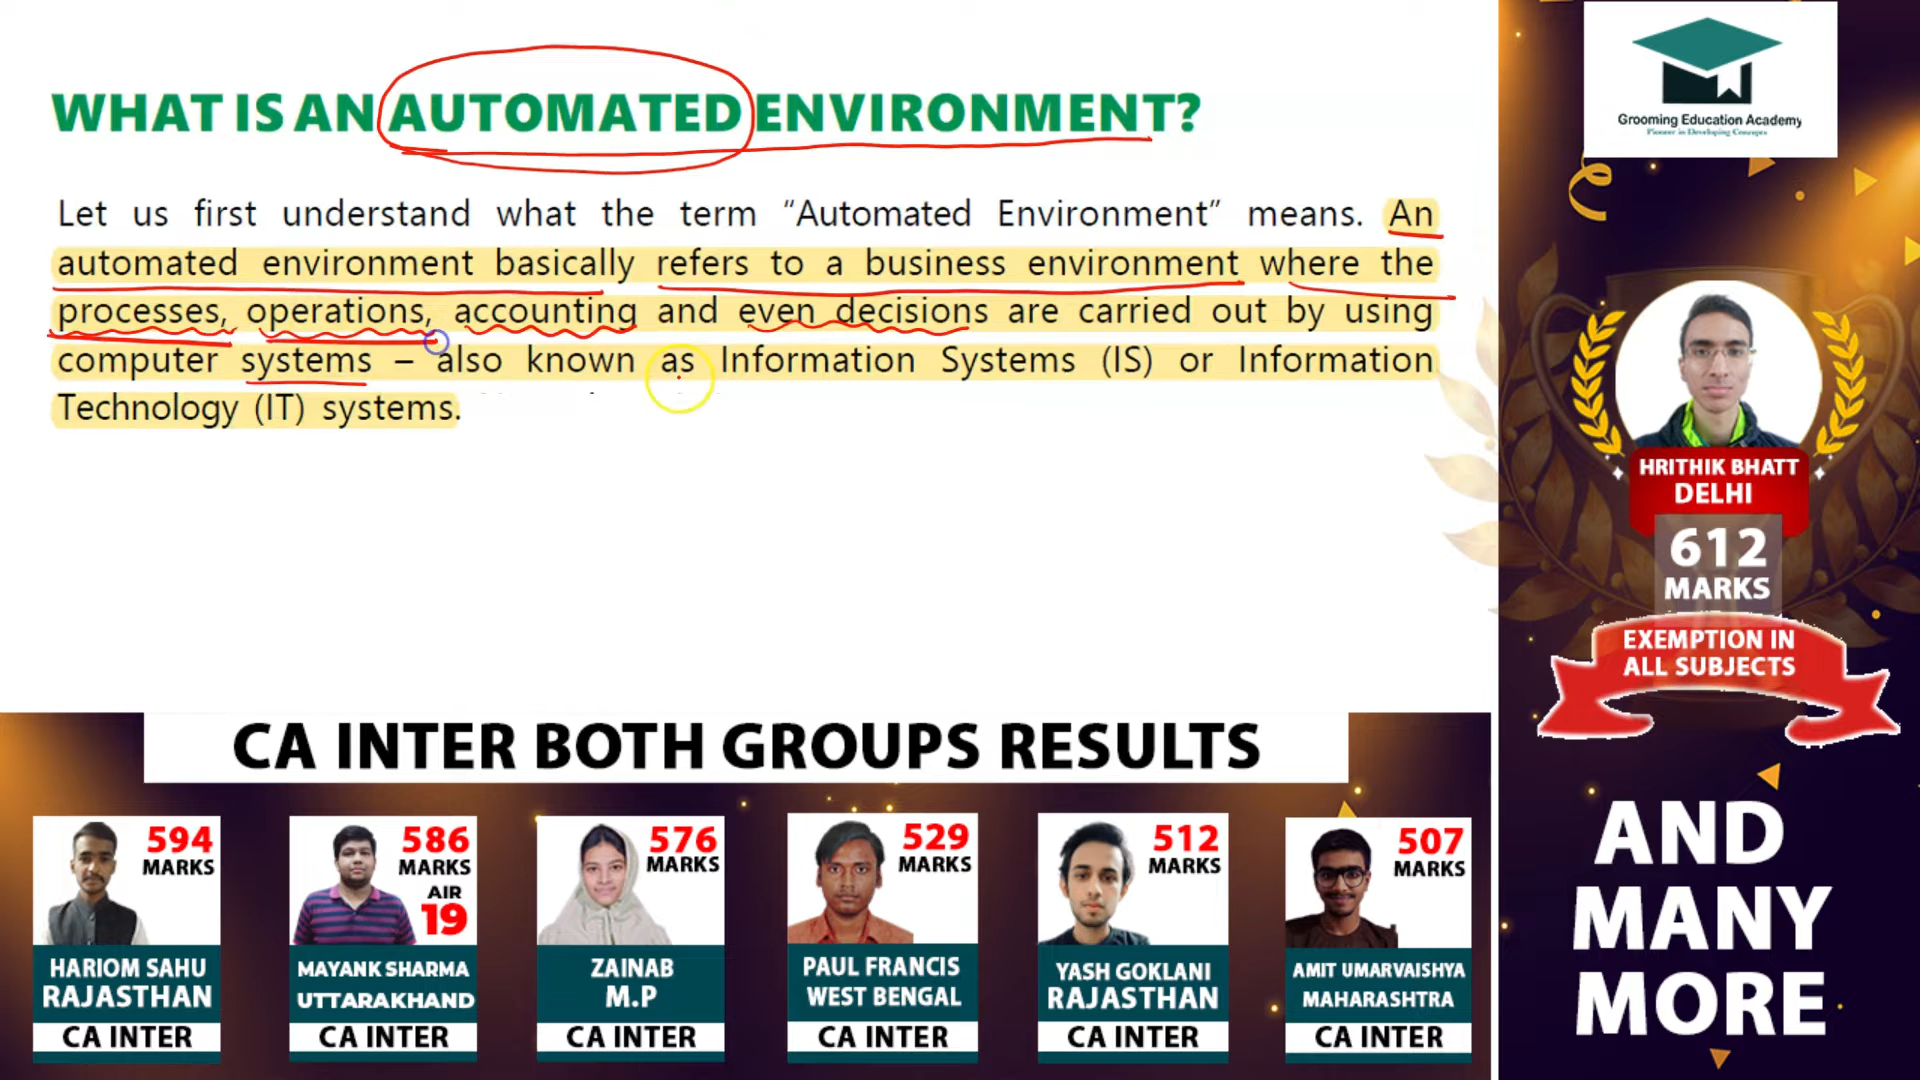 WHAT IS AN AUTOMATED ENVIRONMENT?
Let us first understand what the term “Automated Environment” means. An
automated environment basically refers to a business environment where the
processes, operations, accounting and even decisions are carried out by using
computer systems – also known as Information Systems (IS) or Information
Technology (IT) systems.
Grooming Education Academy
Pioneer in Developing Concepts
HRITHIK BHATT
DELHI
612
MARKS
EXEMPTION IN
ALL SUBJECTS
AND
MANY
MORE
CA INTER BOTH GROUPS RESULTS
594
MARKS
HARIOM SAHU
RAJASTHAN
CA INTER
586
MARKS
AIR
19
MAYANK SHARMA
UTTARAKHAND
CA INTER
576
MARKS
ZAINAB
M.P
CA INTER
529
MARKS
PAUL FRANCIS
WEST BENGAL
CA INTER
512
MARKS
YASH GOKLANI
RAJASTHAN
CA INTER
507
MARKS
AMIT UMARVAISHYA
MAHARASHTRA
CA INTER